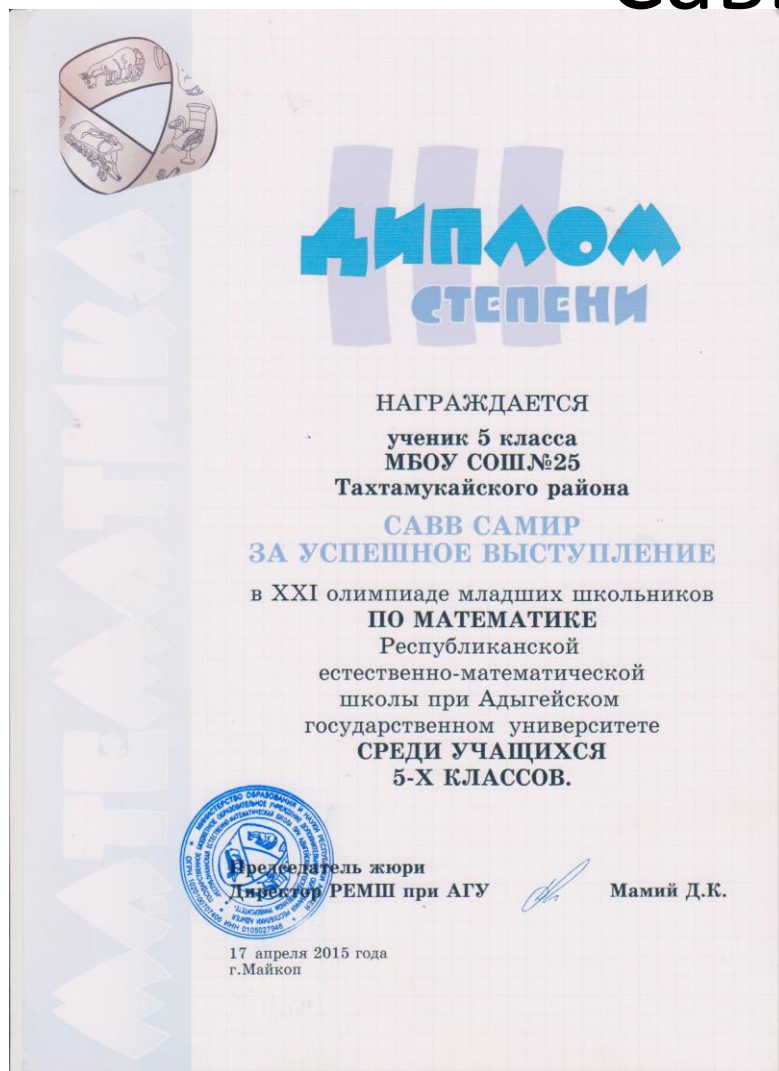 ДИПЛОМ
III
СТЕПЕНИ
МАТЕМАТИКА
НАГРАЖДАЕТСЯ
ученик 5 класса
МБОУ СОШ№25
Тахтамукайского района
САВВ САМИР
ЗА УСПЕШНОЕ ВЫСТУПЛЕНИЕ
в XXI олимпиаде младших школьников
ПО МАТЕМАТИКЕ
Республиканской
естественно-математической
школы при Адыгейском
государственном университете
СРЕДИ УЧАЩИХСЯ
5-Х КЛАССОВ.
Председатель жюри
Директор РЕМШ при АГУ Мамий Д.К.
17 апреля 2015 года
г.Майкоп